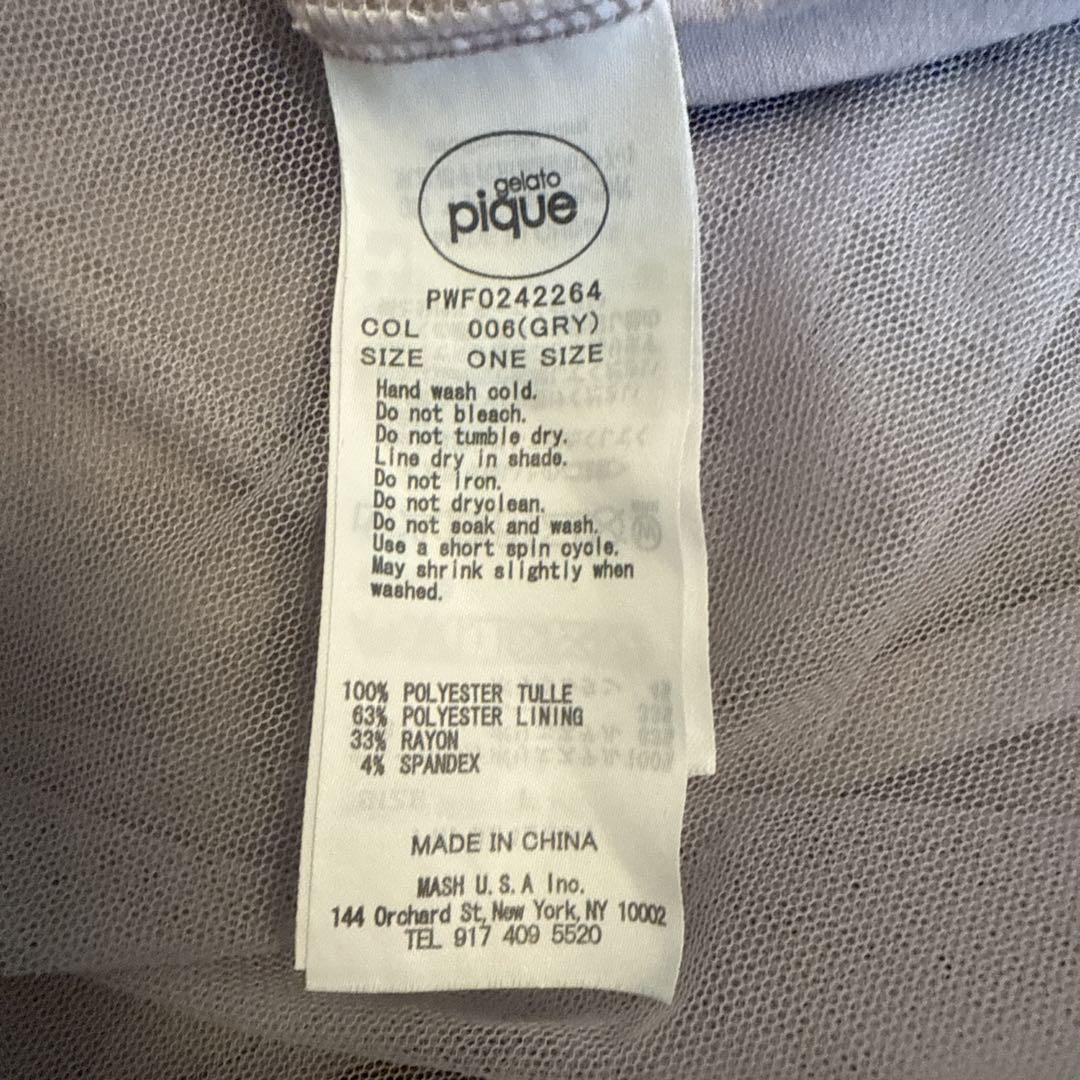 gelato
pique
PWF0242264
COL 006(GRY)
SIZE ONE SIZE
Hand wash cold.
Do not bleach.
Do not tumble dry.
Line dry in shade.
Do not iron.
Do not dryclean.
Do not soak and wash.
Use a short spin cycle.
May shrink slightly when
washed.
100% POLYESTER TULLE
63% POLYESTER LINING
33% RAYON
4% SPANDEX
MADE IN CHINA
MASH U.S.A Inc.
144 Orchard St, New York, NY 10002
TEL 917 409 5520